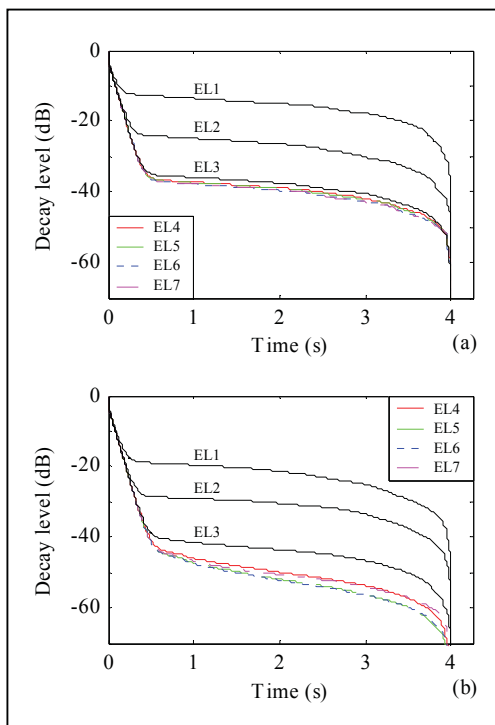 0
-20
-40
-60
Decay level (dB)
EL1
EL2
EL3
EL4
EL5
EL6
EL7
0
1
2
3
4
Time (s)
(a)
0
-20
-40
-60
Decay level (dB)
EL1
EL2
EL3
EL4
EL5
EL6
EL7
0
1
2
3
4
Time (s)
(b)